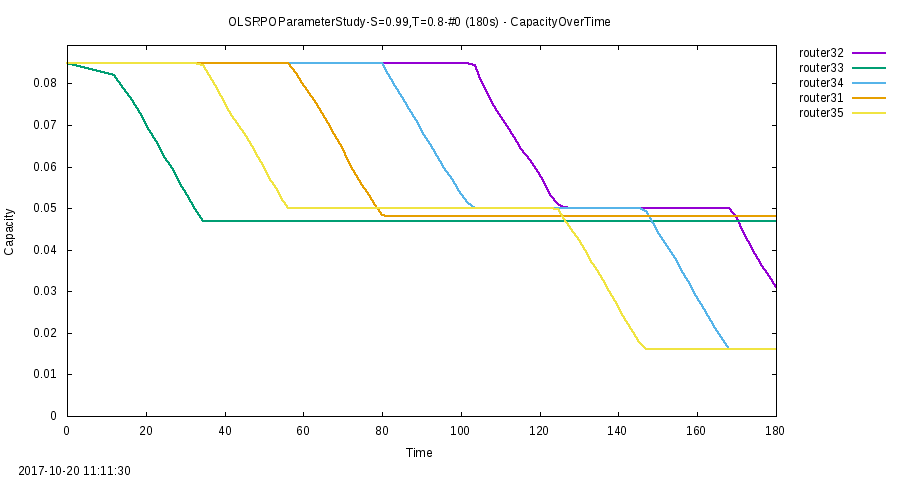 OLSRPOParameterStudy-S=0.99,T=0.8-#0 (180s) - CapacityOverTime
router32
router33
router34
router31
router35
0.08
0.07
0.06
0.05
0.04
0.03
0.02
0.01
0
Capacity
0 20 40 60 80 100 120 140 160 180
Time
2017-10-20 11:11:30